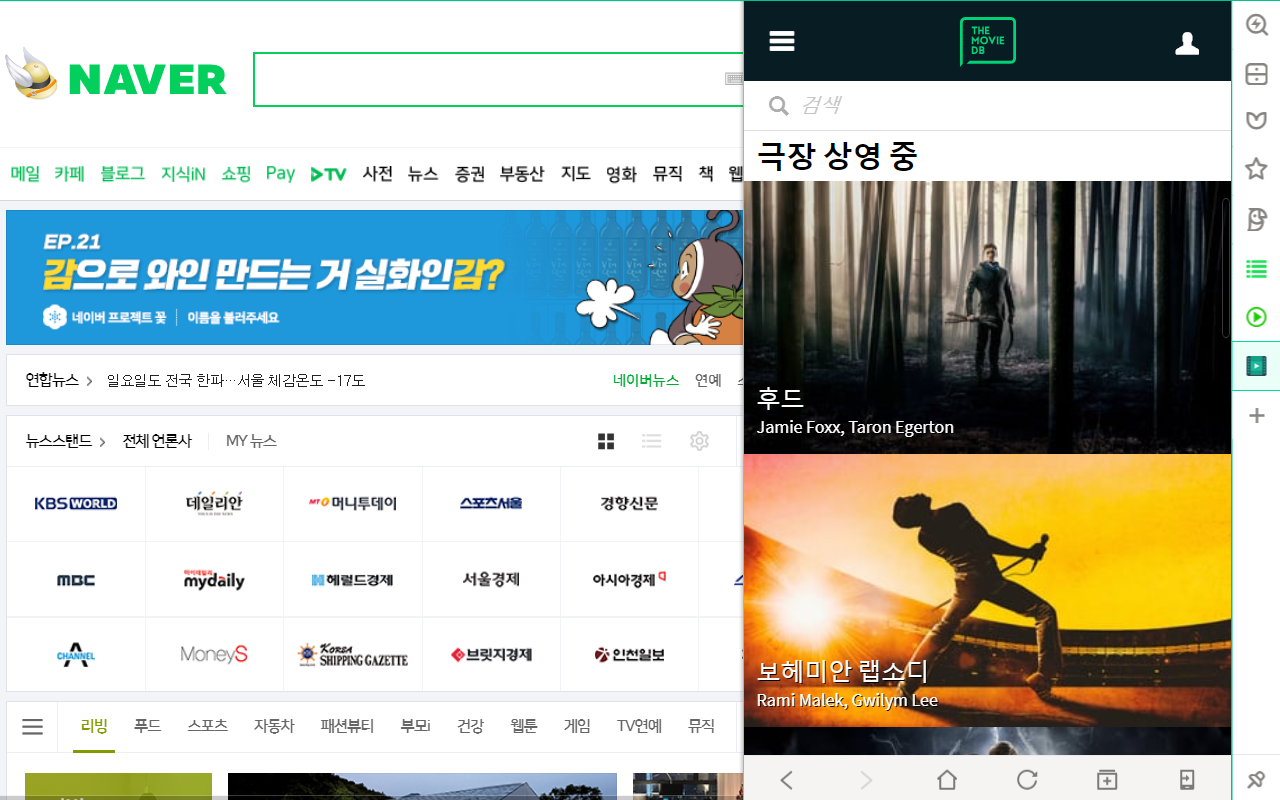 NAVER
메일 카페 블로그 지식iN 쇼핑 Pay TV 사전 뉴스 증권 부동산 지도 영화 뮤직 책 웹
EP.21
감으로 와인 만드는 거 실화인감?
네이버 프로젝트 꽃 | 이름을 불러주세요
연합뉴스 > 일요일도 전국 한파…서울 체감온도 -17도 네이버뉴스 연예
뉴스스탠드 > 전체 언론사 MY 뉴스
KBS WORLD 데일리안 MT 머니투데이 스포츠서울 경향신문
MBC 마이데일리 mydaily 헤럴드경제 서울경제 아시아경제
CHANNEL A MoneyS KOREA SHIPPING GAZETTE 브릿지경제 인천일보
리빙 푸드 스포츠 자동차 패션뷰티 부모i 건강 웹툰 게임 TV연예 뮤직
THE
MOVIE
DB
검색
극장 상영 중
후드
Jamie Foxx, Taron Egerton
보헤미안 랩소디
Rami Malek, Gwilym Lee